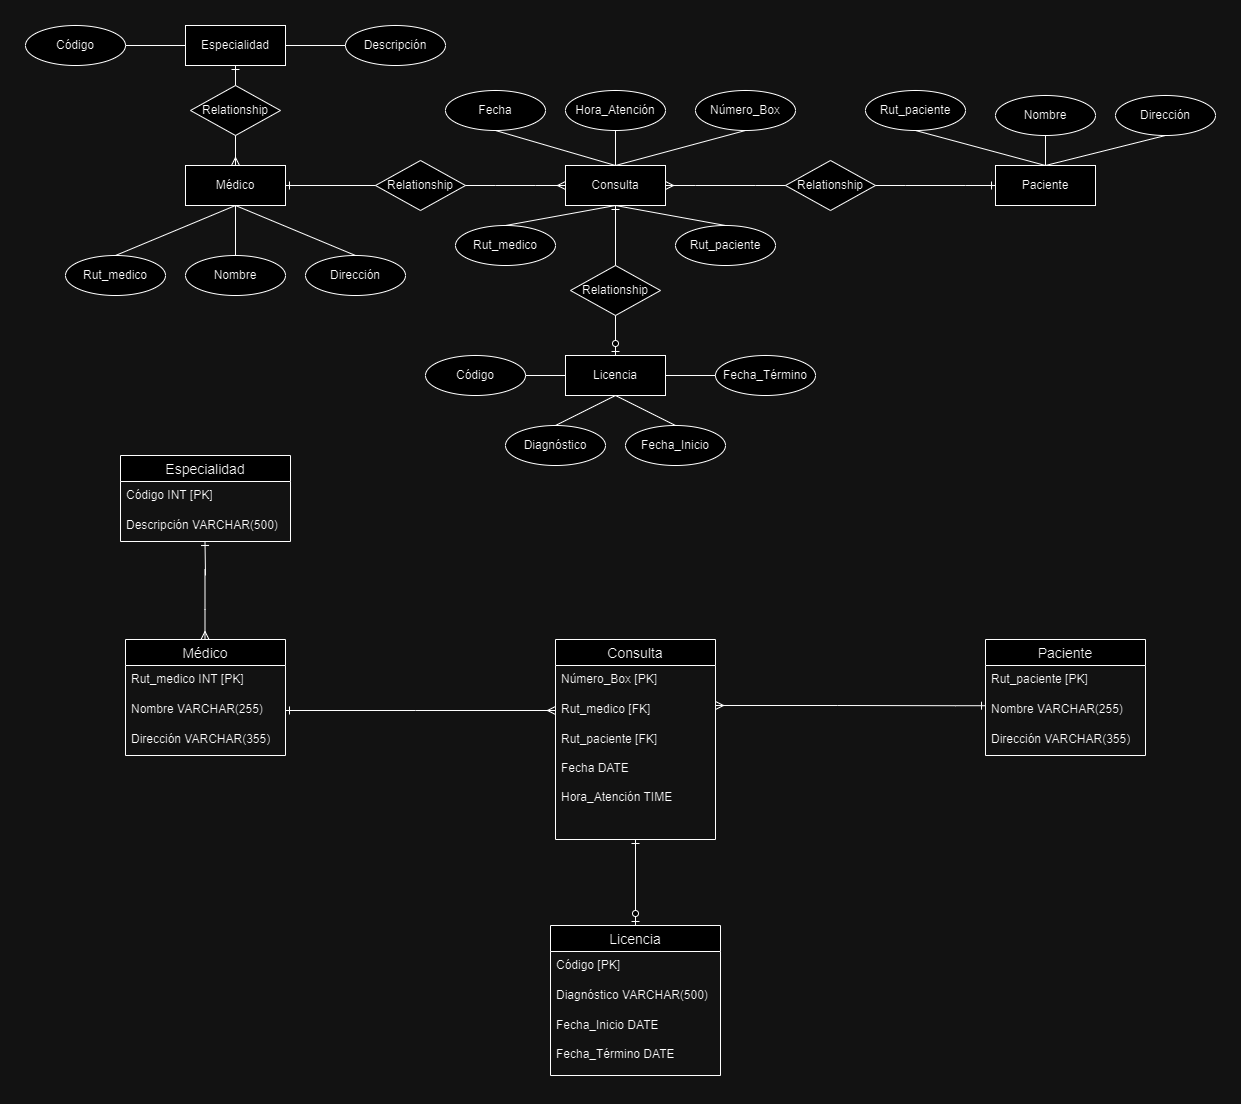 Código
Especialidad
Descripción
Relationship
Fecha
Hora_Atención
Número_Box
Rut_paciente
Nombre
Dirección
Médico
Relationship
Consulta
Relationship
Paciente
Rut_medico
Nombre
Dirección
Rut_medico
Rut_paciente
Relationship
Código
Licencia
Fecha_Término
Diagnóstico
Fecha_Inicio
Especialidad
Código INT [PK]
Descripción VARCHAR(500)
Médico
Rut_medico INT [PK]
Nombre VARCHAR(255)
Dirección VARCHAR(355)
Consulta
Número_Box [PK]
Rut_medico [FK]
Rut_paciente [FK]
Fecha DATE
Hora_Atención TIME
Paciente
Rut_paciente [PK]
Nombre VARCHAR(255)
Dirección VARCHAR(355)
Licencia
Código [PK]
Diagnóstico VARCHAR(500)
Fecha_Inicio DATE
Fecha_Término DATE